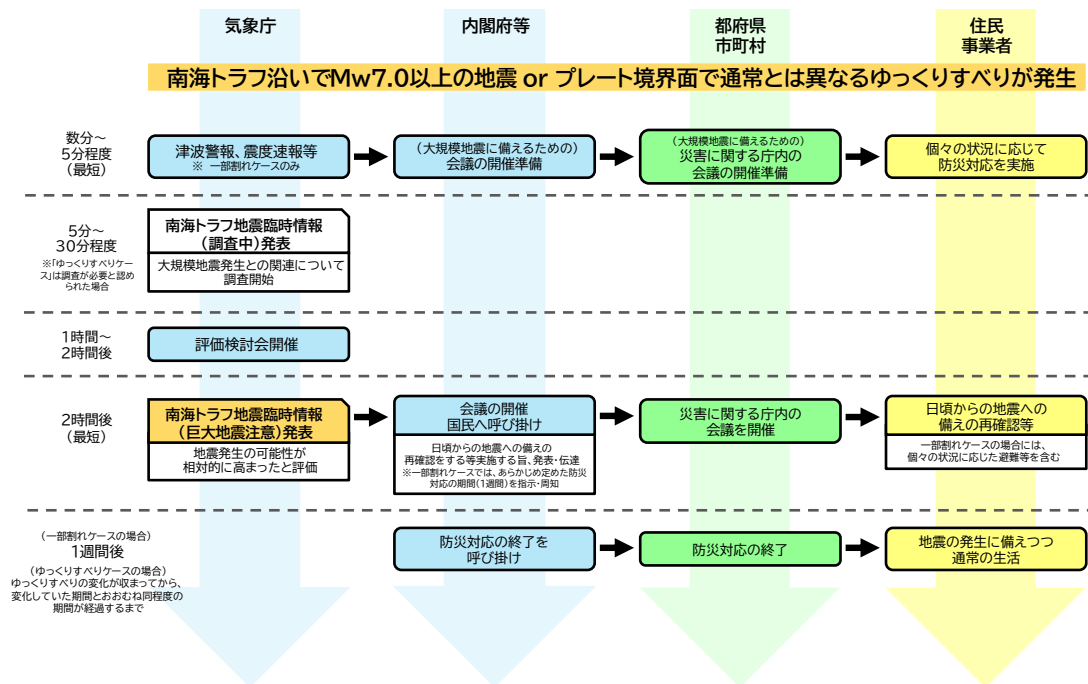 気象庁
内閣府等
都府県
市町村
住民
事業者
南海トラフ沿いでMw7.0以上の地震 or プレート境界面で通常とは異なるゆっくりすべりが発生
数分～
5分程度
(最短)
津波警報、震度速報等
※ 一部割れケースのみ
(大規模地震に備えるための)
会議の開催準備
(大規模地震に備えるための)
災害に関する庁内の
会議の開催準備
個々の状況に応じて
防災対応を実施
5分～
30分程度
※「ゆっくりすべりケー
ス」は調査が必要と認め
られた場合
南海トラフ地震臨時情報
(調査中)発表
大規模地震発生との関連について
調査開始
1時間～
2時間後
評価検討会開催
2時間後
(最短)
南海トラフ地震臨時情報
(巨大地震注意)発表
地震発生の可能性が
相対的に高まったと評価
会議の開催
国民へ呼び掛け
日頃からの地震への備えの
再確認をする等実施する旨、発表・伝達
※一部割れケースでは、あらかじめ定めた防災
対応の期間(1週間)を指示・周知
災害に関する庁内の
会議を開催
日頃からの地震への
備えの再確認等
一部割れケースの場合には、
個々の状況に応じた避難等を含む
(一部割れケースの場合)
1週間後
(ゆっくりすべりケースの場合)
ゆっくりすべりの変化が収まってから、
変化していた期間とおおむね同程度の
期間が経過するまで
防災対応の終了を
呼び掛け
防災対応の終了
地震の発生に備えつつ
通常の生活